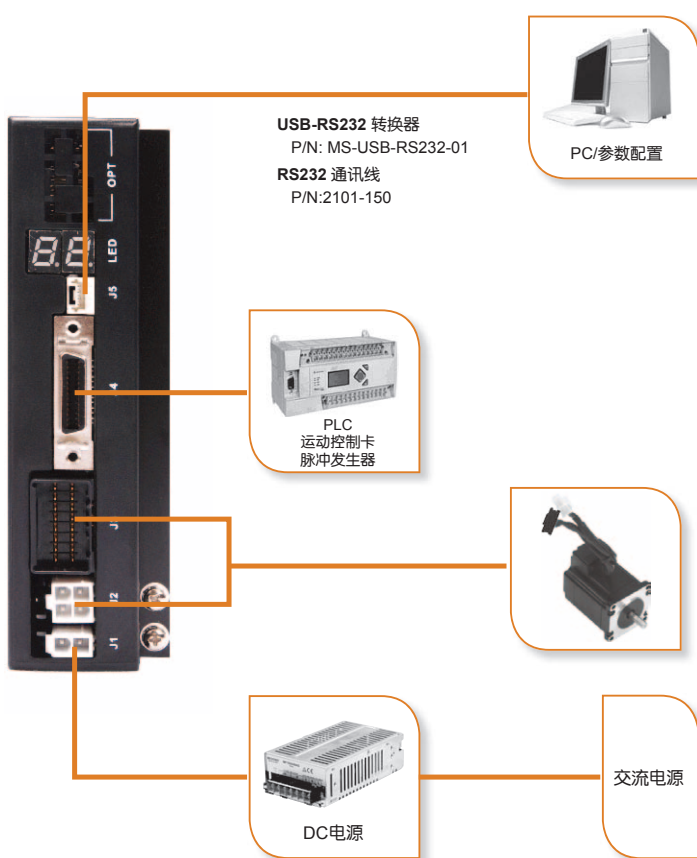 USB-RS232 转换器
P/N: MS-USB-RS232-01
RS232 通讯线
P/N:2101-150
PC/参数配置
OPT
LED
J5
PLC
运动控制卡
脉冲发生器
J2
J1
DC电源
交流电源